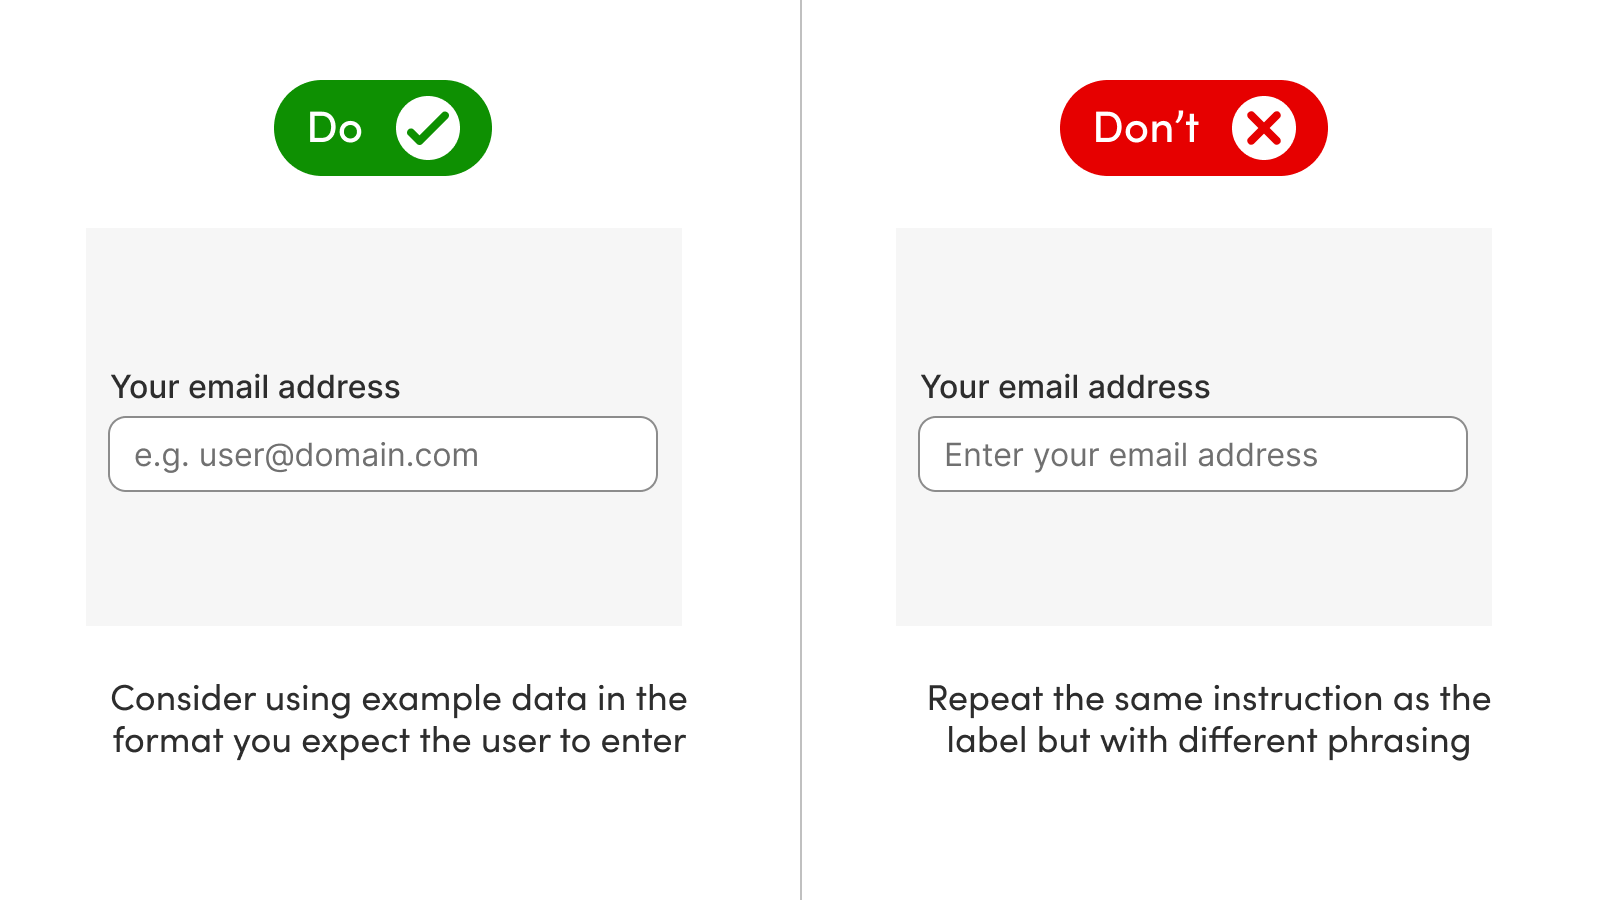 Do
Your email address
e.g. user@domain.com
Consider using example data in the
format you expect the user to enter
Don’t
Your email address
Enter your email address
Repeat the same instruction as the
label but with different phrasing